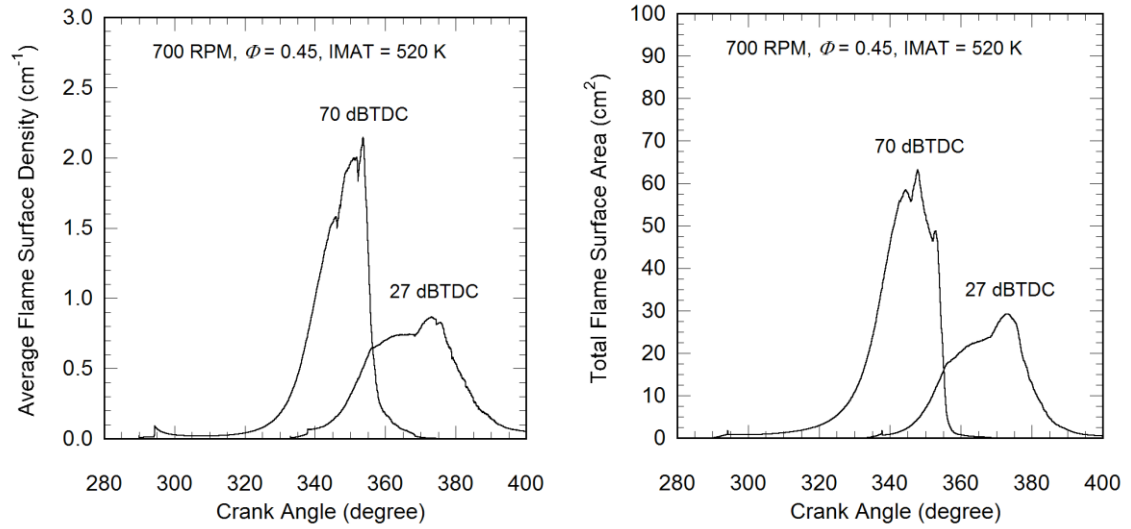 3.0
2.5
2.0
1.5
1.0
0.5
0.0
Average Flame Surface Density (cm⁻¹)
700 RPM, Φ = 0.45, IMAT = 520 K
70 dBTDC
27 dBTDC
280 300 320 340 360 380 400
Crank Angle (degree)
100
90
80
70
60
50
40
30
20
10
0
Total Flame Surface Area (cm²)
700 RPM, Φ = 0.45, IMAT = 520 K
70 dBTDC
27 dBTDC
280 300 320 340 360 380 400
Crank Angle (degree)